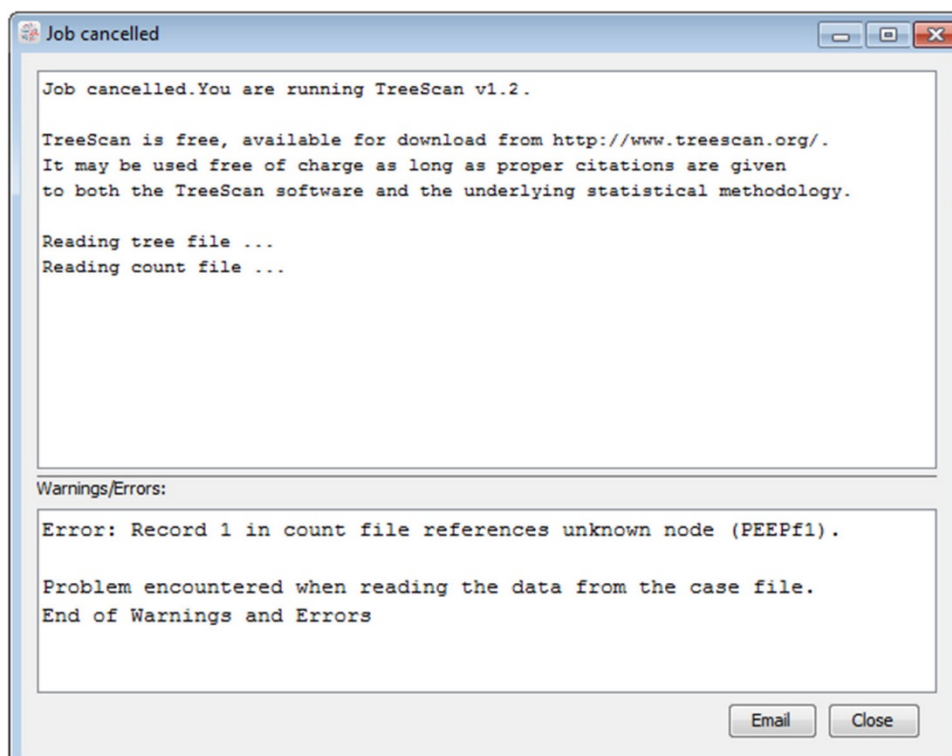 Job cancelled
Job cancelled.You are running TreeScan v1.2.
TreeScan is free, available for download from http://www.treescan.org/.
It may be used free of charge as long as proper citations are given
to both the TreeScan software and the underlying statistical methodology.
Reading tree file ...
Reading count file ...
Warnings/Errors:
Error: Record 1 in count file references unknown node (PEEPf1).
Problem encountered when reading the data from the case file.
End of Warnings and Errors
Email Close